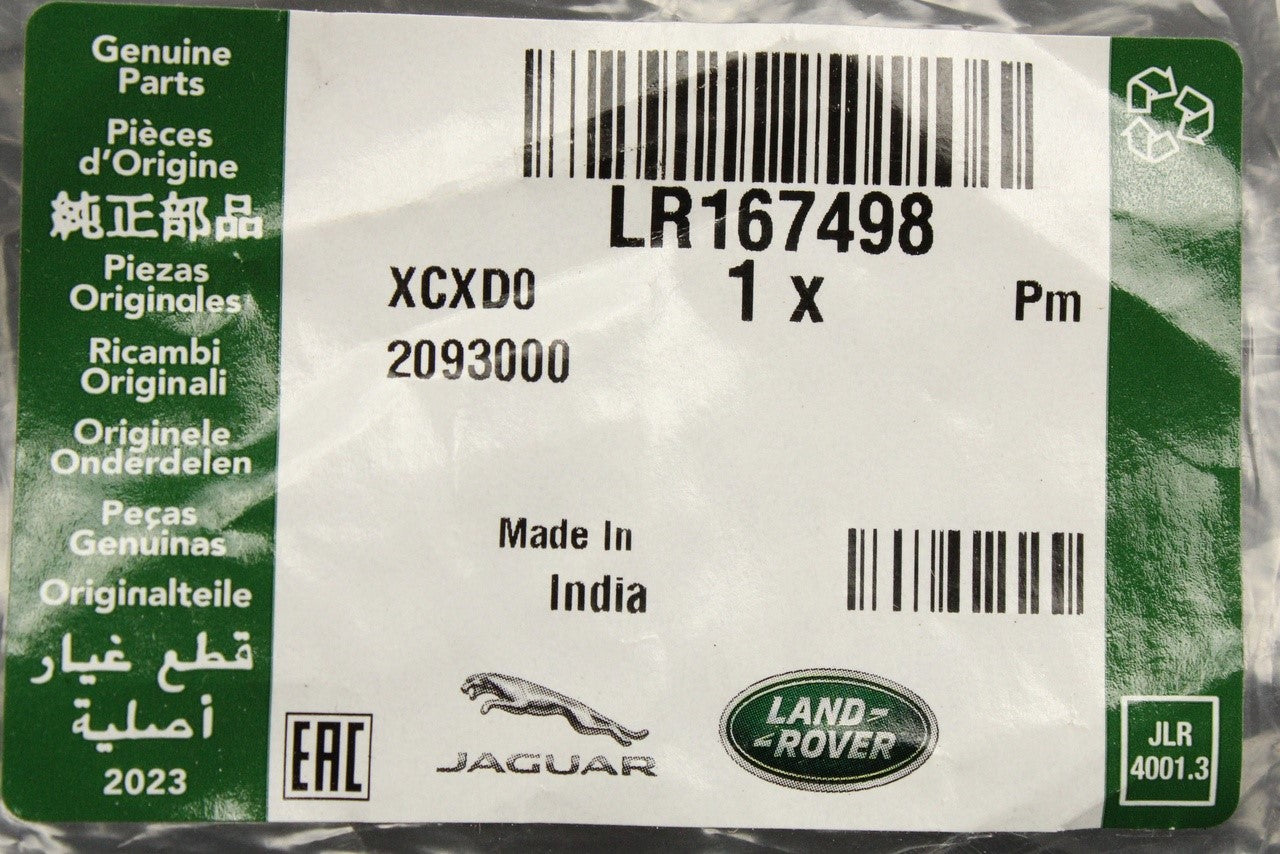 Genuine
Parts
Pièces
d'Origine
純正部品
Piezas
Originales
Ricambi
Originali
Originele
Onderdelen
Peças
Genuinas
Originalteile
قطع غيار
أصلية
2023
LR167498
XCXD0
1 x
Pm
2093000
Made In
India
EAC
JAGUAR
LAND-
-ROVER
JLR
4001.3